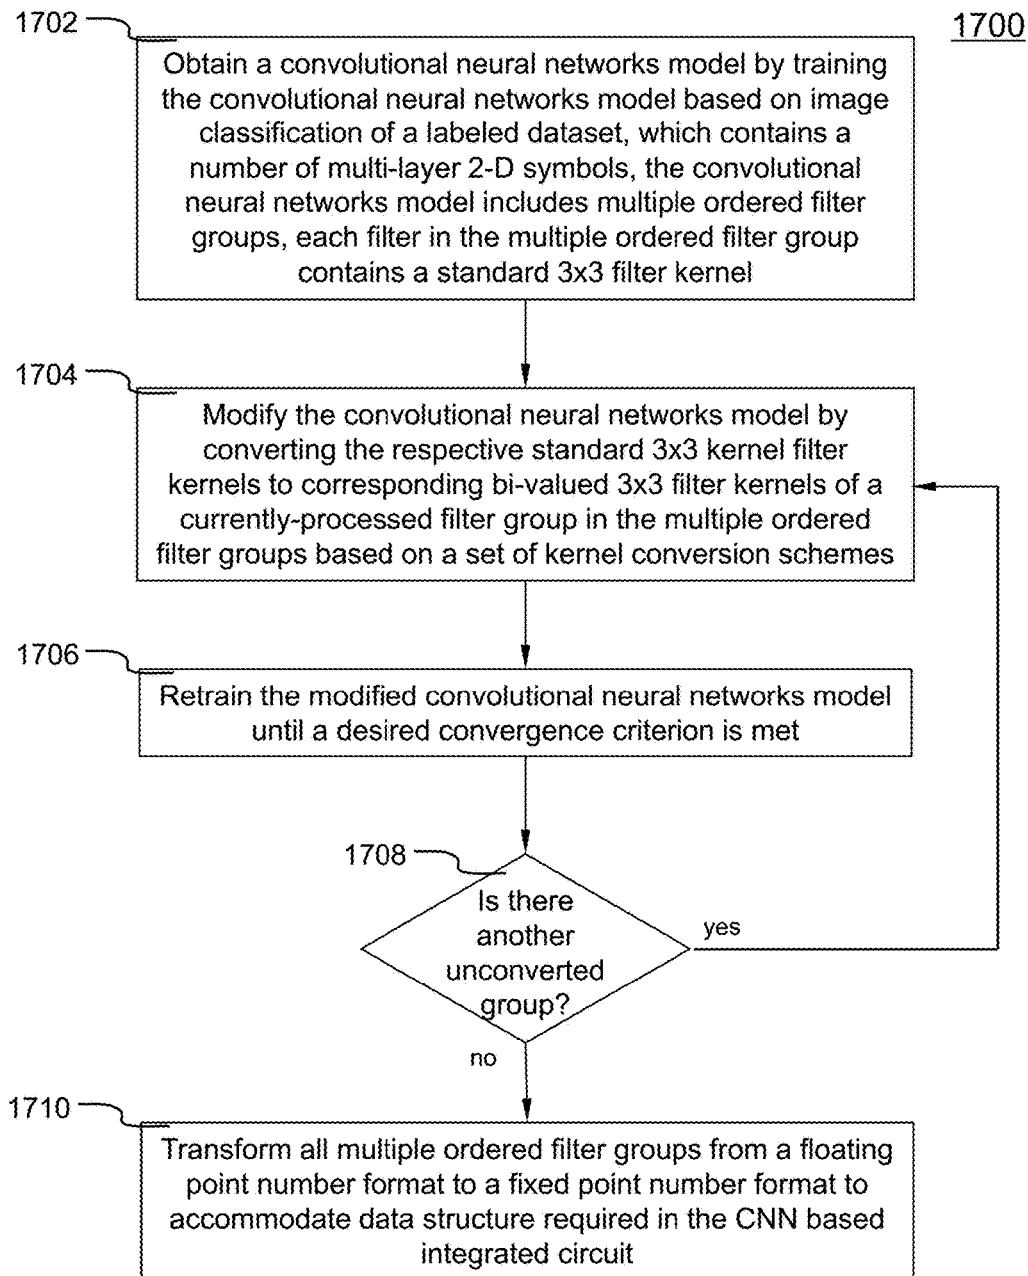 1702
1700
Obtain a convolutional neural networks model by training
the convolutional neural networks model based on image
classification of a labeled dataset, which contains a
number of multi-layer 2-D symbols, the convolutional
neural networks model includes multiple ordered filter
groups, each filter in the multiple ordered filter group
contains a standard 3x3 filter kernel
1704
Modify the convolutional neural networks model by
converting the respective standard 3x3 kernel filter
kernels to corresponding bi-valued 3x3 filter kernels of a
currently-processed filter group in the multiple ordered
filter groups based on a set of kernel conversion schemes
1706
Retrain the modified convolutional neural networks model
until a desired convergence criterion is met
1708
Is there
another
unconverted
group?
yes
no
1710
Transform all multiple ordered filter groups from a floating
point number format to a fixed point number format to
accommodate data structure required in the CNN based
integrated circuit